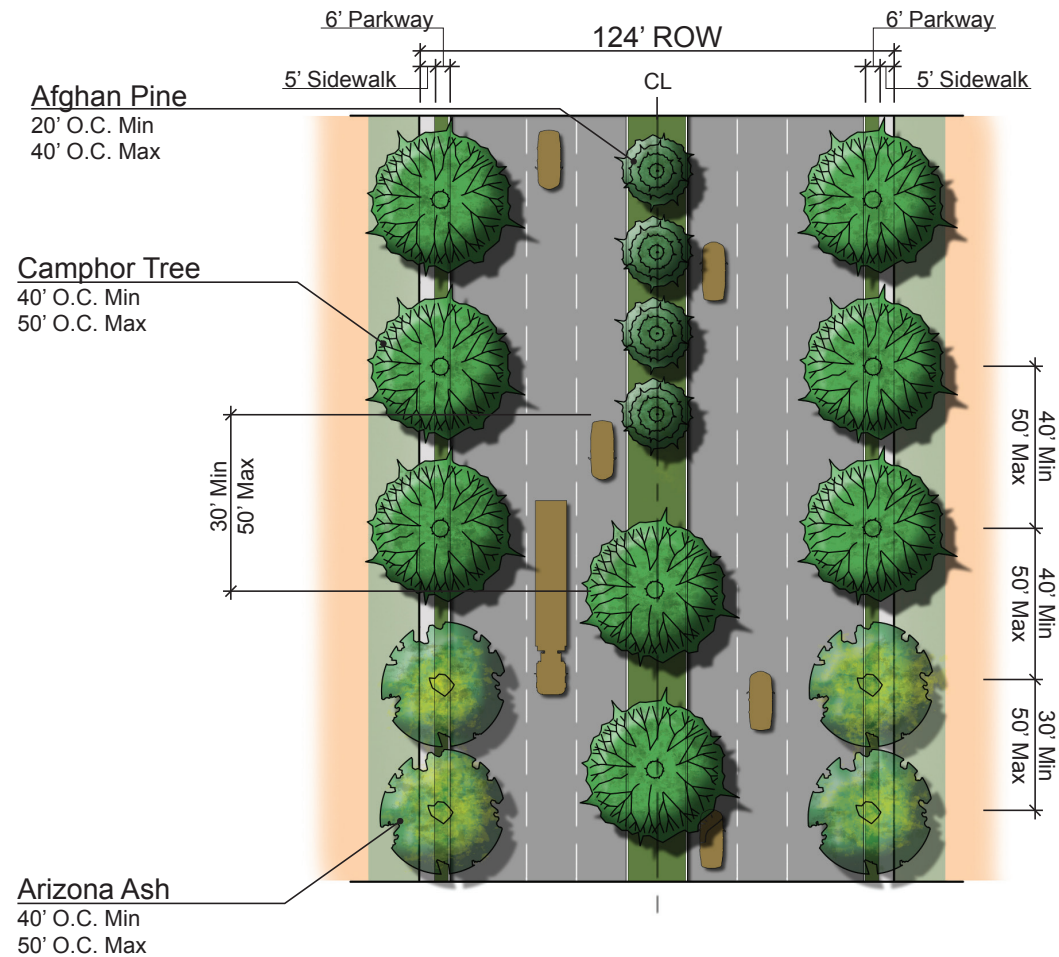 6’ Parkway
6’ Parkway
124’ ROW
5’ Sidewalk
CL
5’ Sidewalk
Afghan Pine
20’ O.C. Min
40’ O.C. Max
Camphor Tree
40’ O.C. Min
50’ O.C. Max
30’ Min
50’ Max
40’ Min
50’ Max
40’ Min
50’ Max
30’ Min
50’ Max
Arizona Ash
40’ O.C. Min
50’ O.C. Max